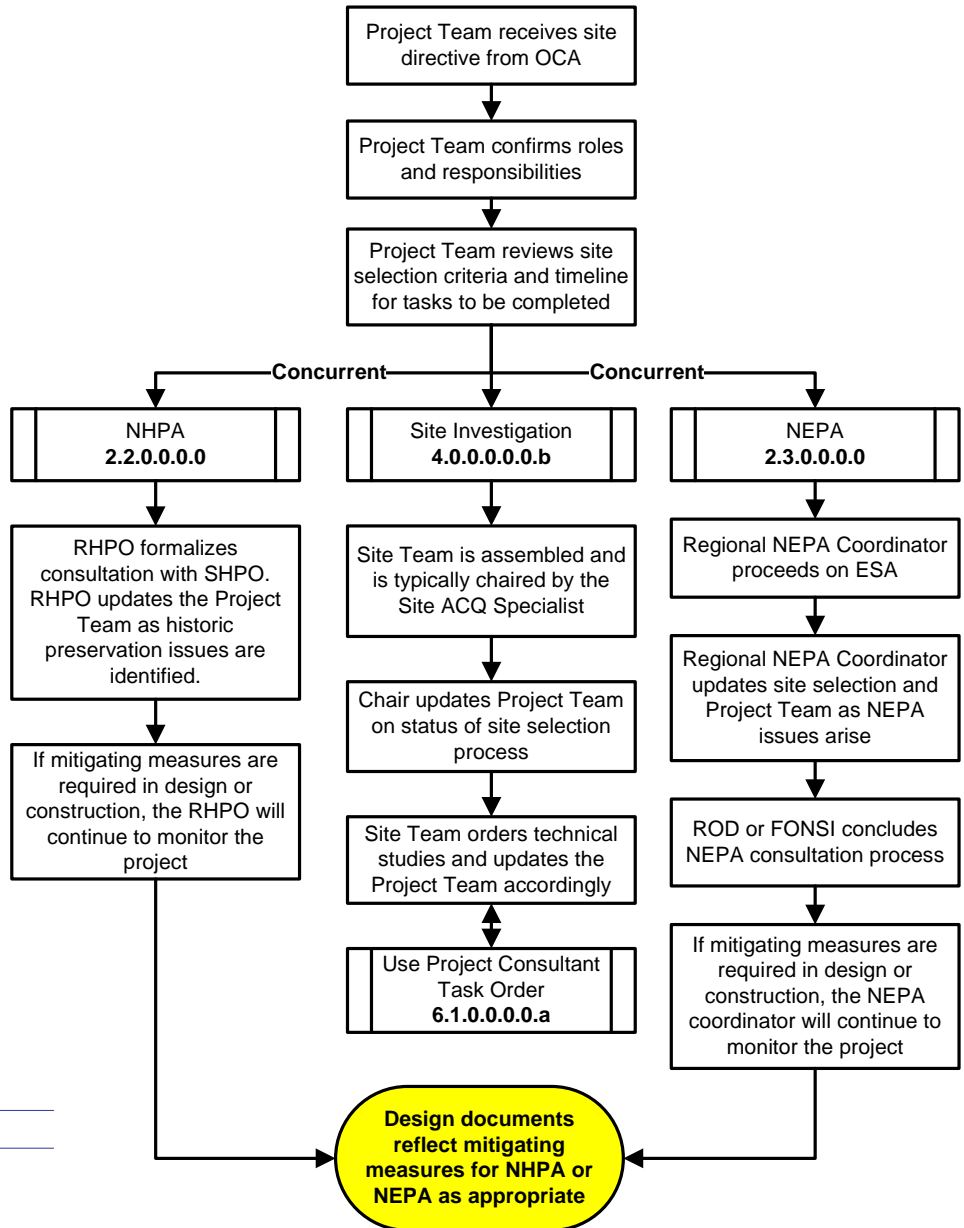 Project Team receives site
directive from OCA
Project Team confirms roles
and responsibilities
Project Team reviews site
selection criteria and timeline
for tasks to be completed
Concurrent
Concurrent
NHPA
2.2.0.0.0.0
RHPO formalizes
consultation with SHPO.
RHPO updates the Project
Team as historic
preservation issues are
identified.
If mitigating measures are
required in design or
construction, the RHPO will
continue to monitor the
project
Site Investigation
4.0.0.0.0.0.b
Site Team is assembled and
is typically chaired by the
Site ACQ Specialist
Chair updates Project Team
on status of site selection
process
Site Team orders technical
studies and updates the
Project Team accordingly
Use Project Consultant
Task Order
6.1.0.0.0.0.a
NEPA
2.3.0.0.0.0
Regional NEPA Coordinator
proceeds on ESA
Regional NEPA Coordinator
updates site selection and
Project Team as NEPA
issues arise
ROD or FONSI concludes
NEPA consultation process
If mitigating measures are
required in design or
construction, the NEPA
coordinator will continue to
monitor the project
Design documents
reflect mitigating
measures for NHPA or
NEPA as appropriate